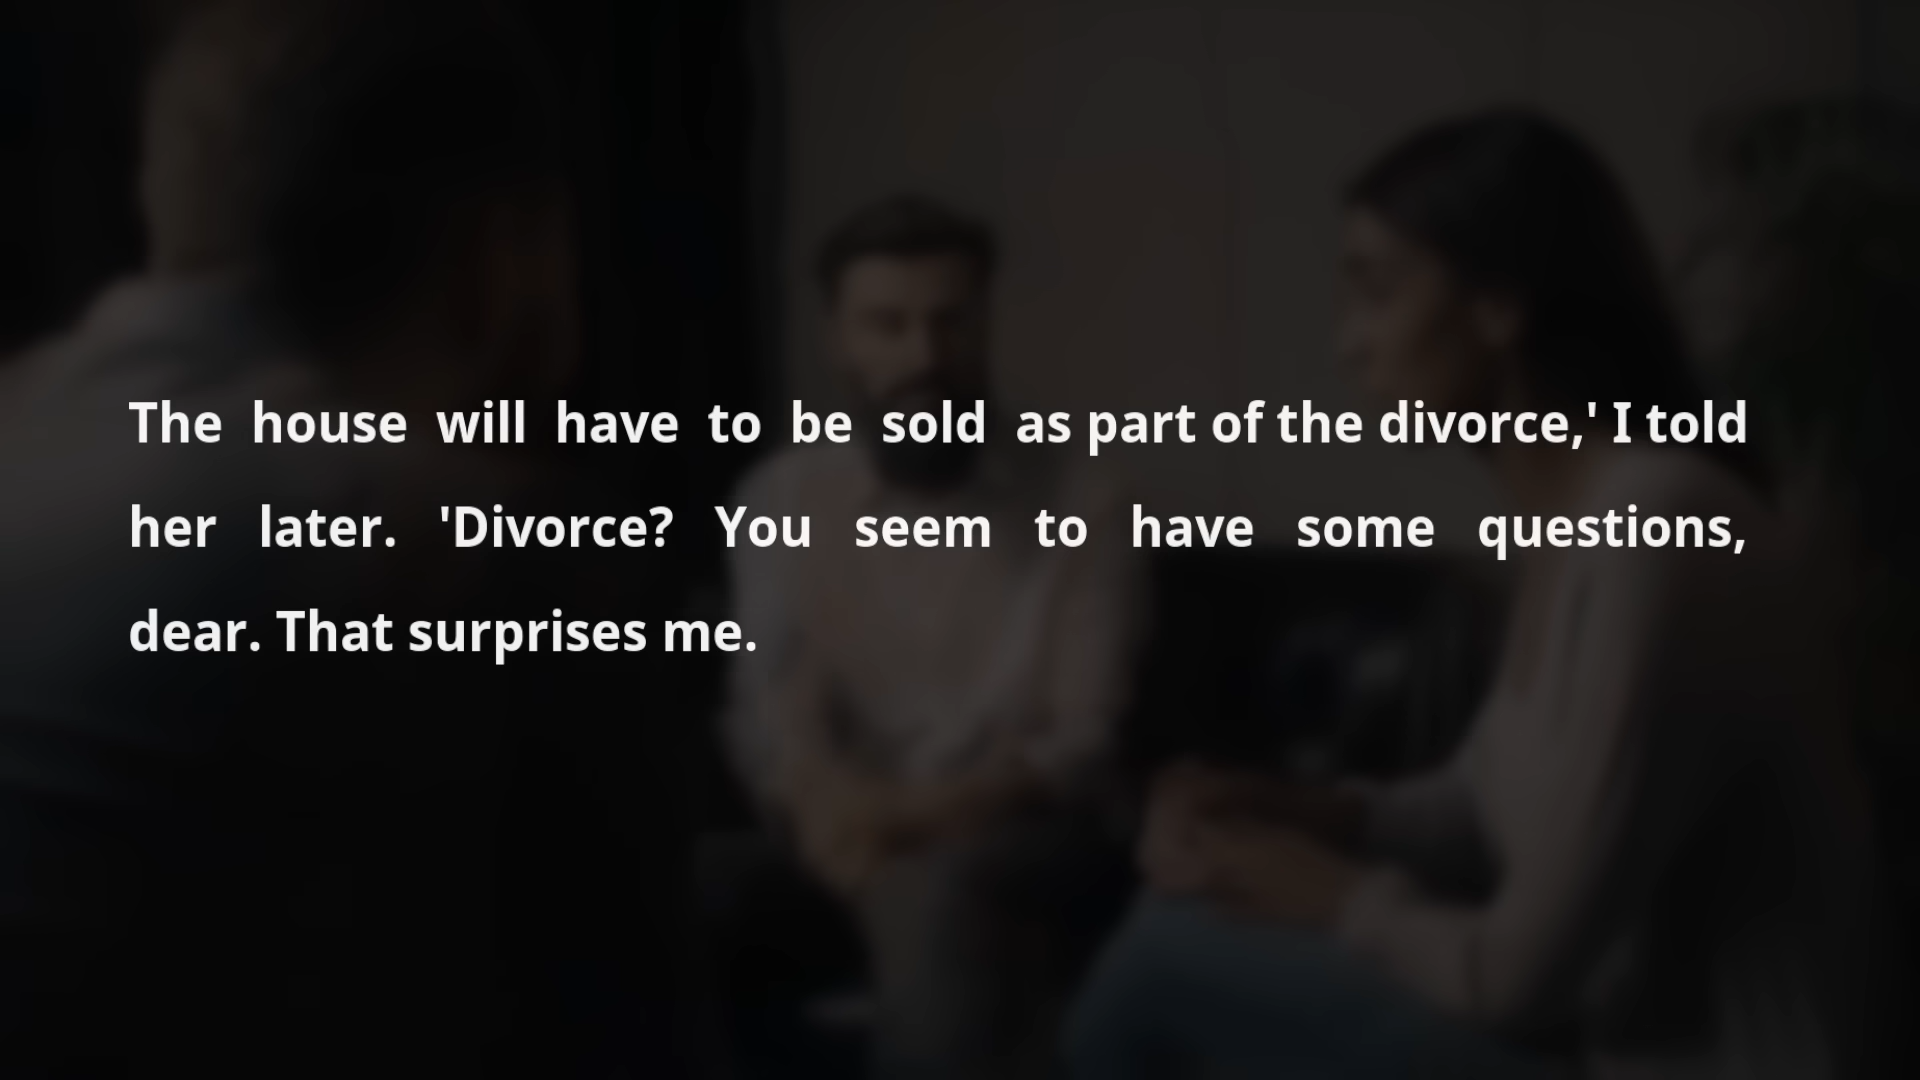 The house will have to be sold as part of the divorce,' I told
her later. 'Divorce? You seem to have some questions,
dear. That surprises me.